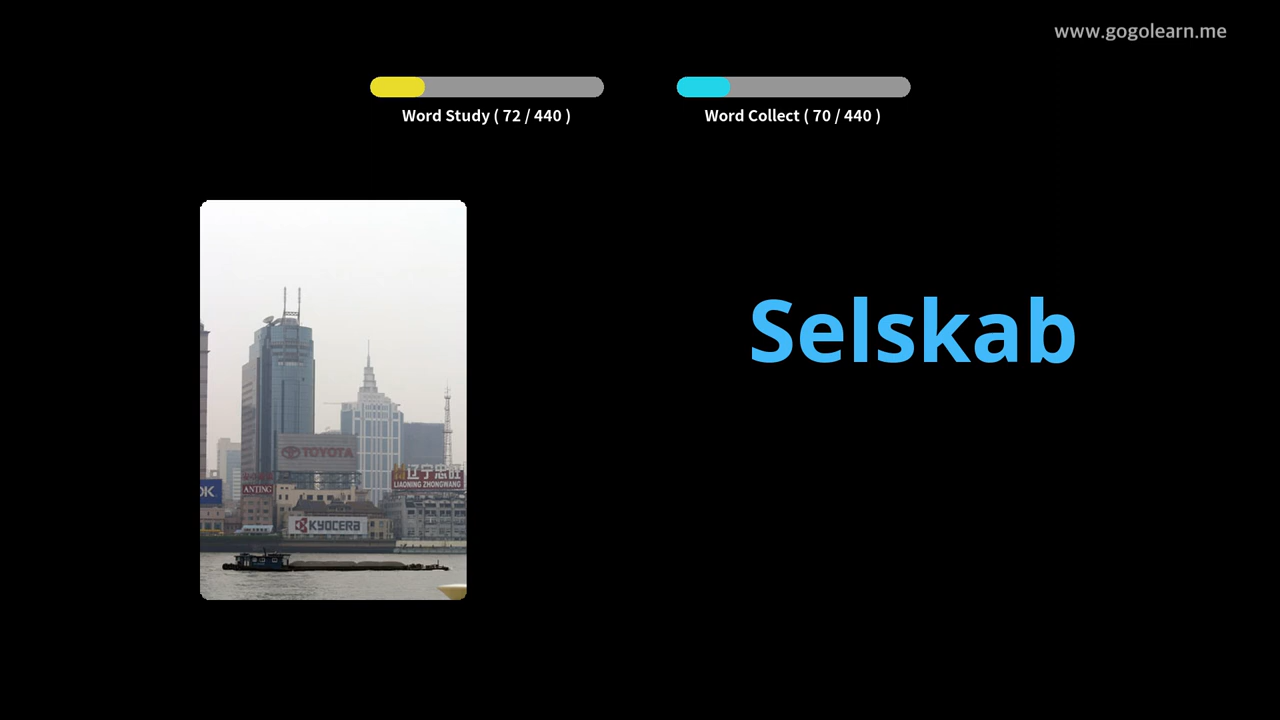 www.gogolearn.me
Word Study ( 72 / 440 )
Word Collect ( 70 / 440 )
Selskab
TOYOTA
辽宁忠旺
LIAONING ZHONGWANG
OK
ANTING
KYOCERA